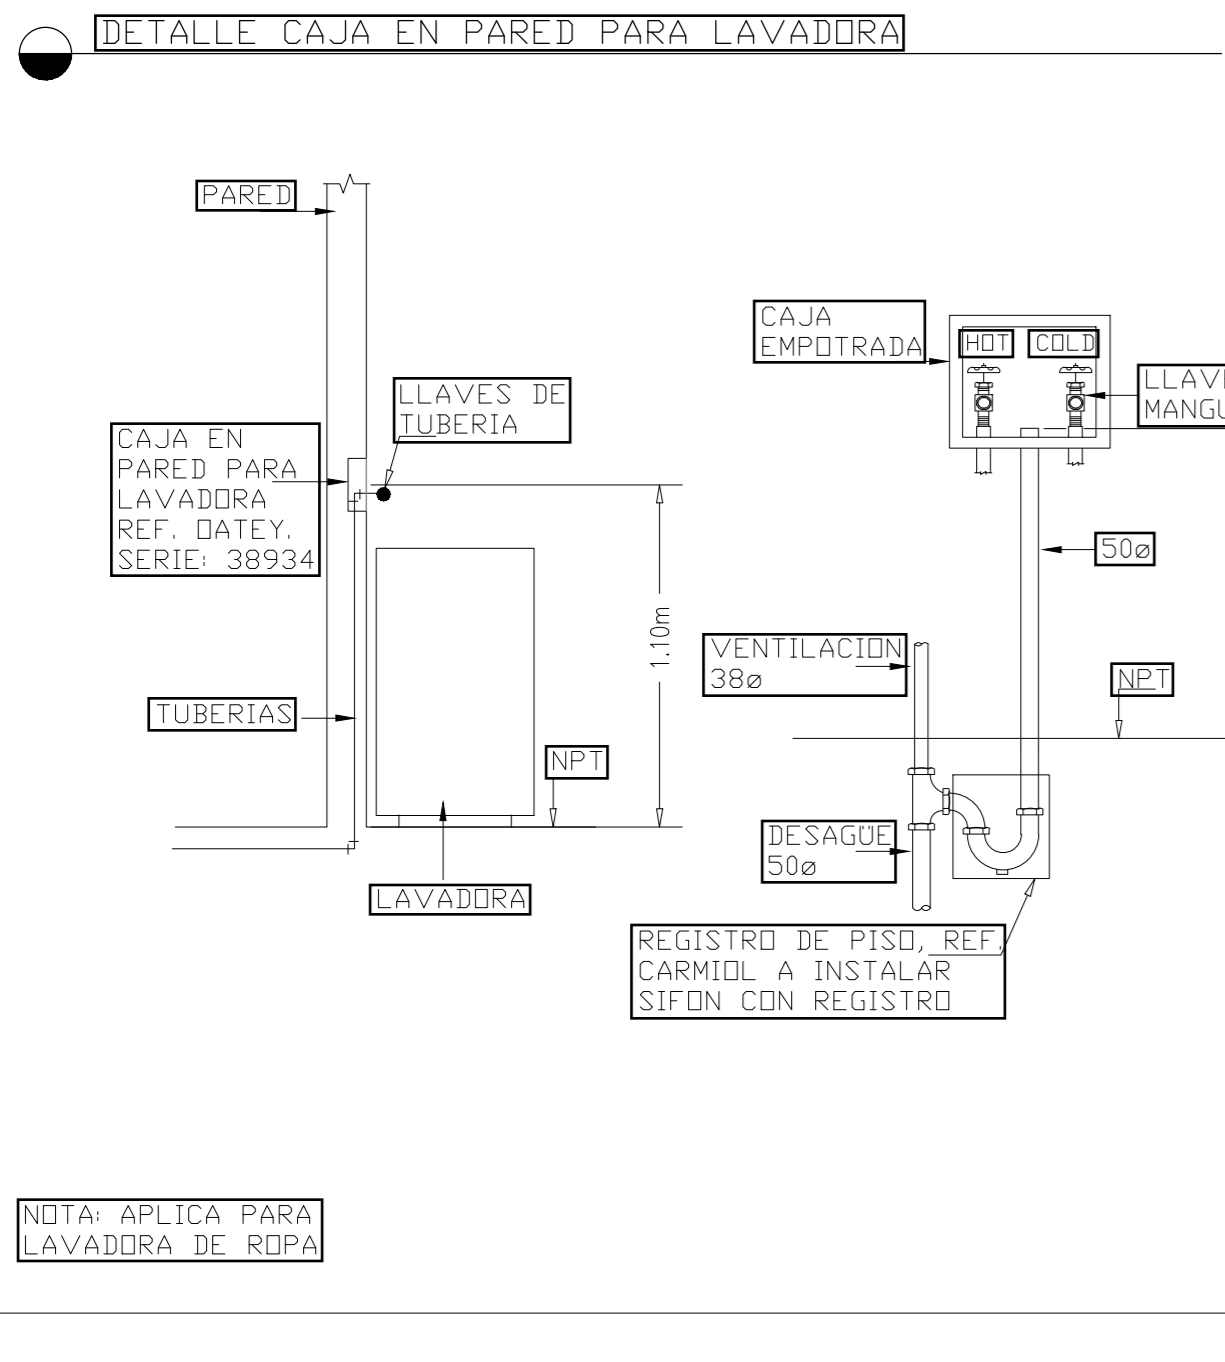 DETALLE CAJA EN PARED PARA LAVADORA
PARED
LLAVES DE
TUBERIA
CAJA EN
PARED PARA
LAVADORA
REF. OATEY.
SERIE: 38934
1.10m
TUBERIAS
NPT
LAVADORA
CAJA
EMPOTRADA
HOT
COLD
50ø
VENTILACION
38ø
NPT
DESAGÜE
50ø
REGISTRO DE PISO, REF.
CARMIOL A INSTALAR
SIFON CON REGISTRO
NOTA: APLICA PARA
LAVADORA DE ROPA